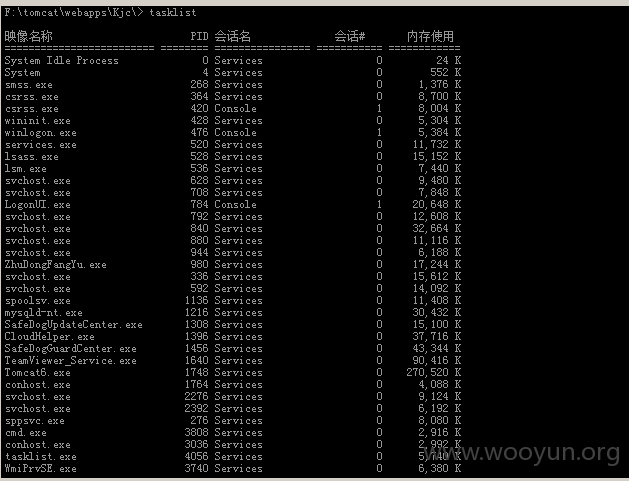 F:\tomcat\webapps\Kjc\> tasklist
映像名称 PID 会话名 会话# 内存使用
========================= ======== ================ =========== ============
System Idle Process 0 Services 0 24 K
System 4 Services 0 552 K
smss.exe 268 Services 0 1,376 K
csrss.exe 364 Services 0 8,700 K
csrss.exe 420 Console 1 8,004 K
wininit.exe 428 Services 0 5,304 K
winlogon.exe 476 Console 1 5,384 K
services.exe 520 Services 0 11,732 K
lsass.exe 528 Services 0 15,152 K
lsm.exe 536 Services 0 7,440 K
svchost.exe 628 Services 0 9,480 K
svchost.exe 708 Services 0 7,848 K
LogonUI.exe 784 Console 1 20,648 K
svchost.exe 792 Services 0 12,608 K
svchost.exe 840 Services 0 32,664 K
svchost.exe 880 Services 0 11,116 K
svchost.exe 944 Services 0 6,188 K
ZhuDongFangYu.exe 980 Services 0 17,244 K
svchost.exe 336 Services 0 15,612 K
svchost.exe 592 Services 0 14,092 K
spoolsv.exe 1136 Services 0 11,408 K
mysqld-nt.exe 1216 Services 0 30,432 K
SafeDogUpdateCenter.exe 1308 Services 0 15,100 K
CloudHelper.exe 1396 Services 0 37,716 K
SafeDogGuardCenter.exe 1456 Services 0 43,344 K
TeamViewer_Service.exe 1640 Services 0 90,416 K
Tomcat6.exe 1748 Services 0 270,520 K
conhost.exe 1764 Services 0 4,088 K
svchost.exe 2276 Services 0 9,124 K
svchost.exe 2392 Services 0 6,192 K
sppsvc.exe 276 Services 0 8,080 K
cmd.exe 3808 Services 0 2,916 K
conhost.exe 3036 Services 0 2,992 K
tasklist.exe 4056 Services 0 5,740 K
WmiPrvSE.exe 3740 Services 0 6,380 K
www.wooyun.org